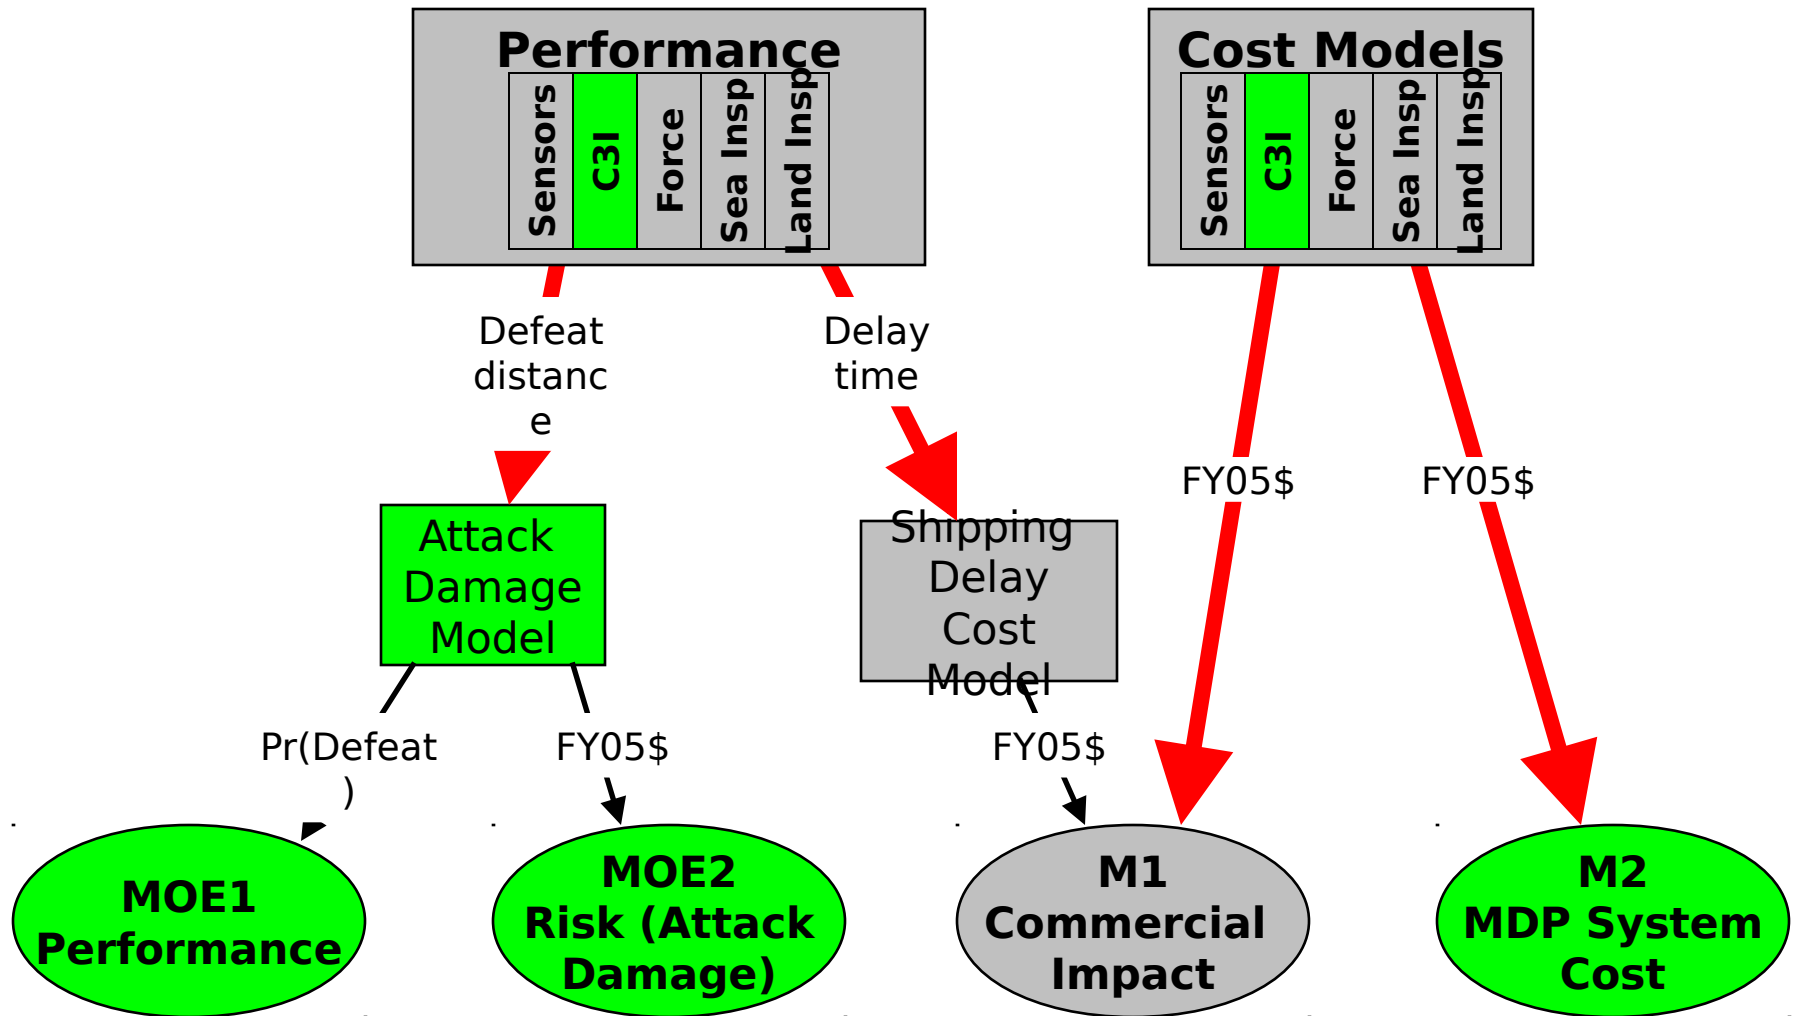 Performance
Sensors
C3I
Force
Sea Insp
Land Insp
Cost Models
Sensors
C3I
Force
Sea Insp
Land Insp
Defeat
distanc
e
Delay
time
FY05$
FY05$
Attack
Damage
Model
Shipping
Delay
Cost
Model
Pr(Defeat
)
FY05$
FY05$
MOE1
Performance
MOE2
Risk (Attack
Damage)
M1
Commercial
Impact
M2
MDP System
Cost